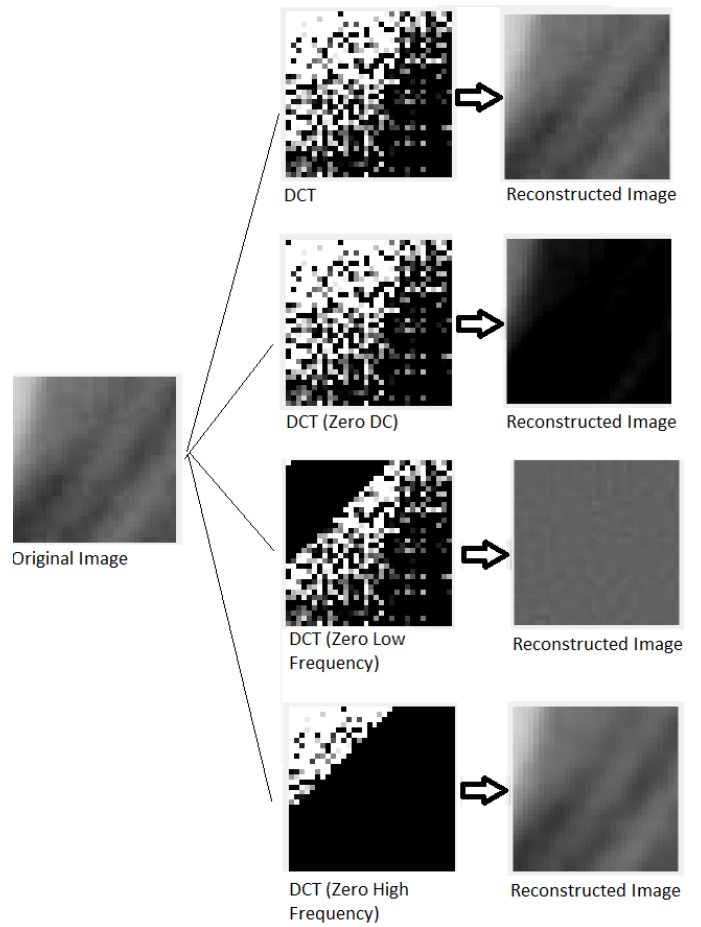 DCT
Reconstructed Image
DCT (Zero DC)
Reconstructed Image
Original Image
DCT (Zero Low
Frequency)
Reconstructed Image
DCT (Zero High
Frequency)
Reconstructed Image